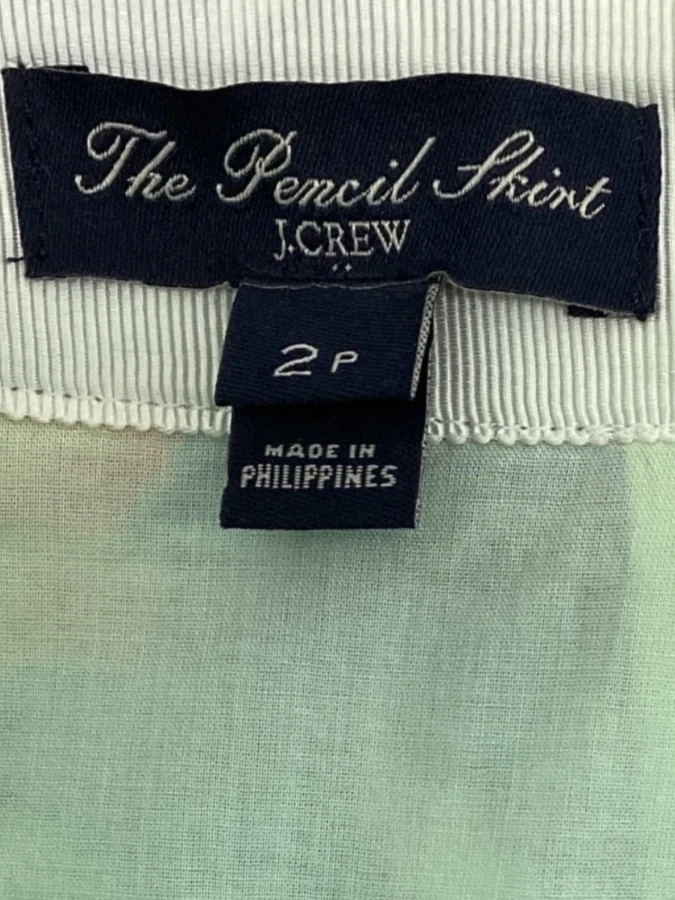 The Pencil Skirt
J.CREW
2P
MADE IN
PHILIPPINES